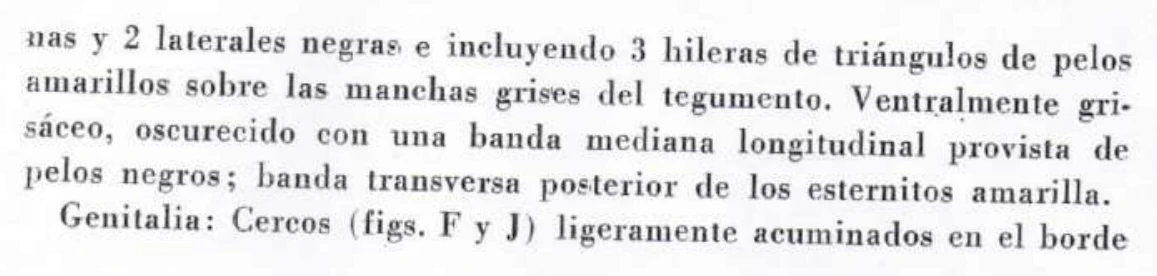 nas y 2 laterales negras e incluyendo 3 hileras de triángulos de pelos
amarillos sobre las manchas grises del tegumento. Ventralmente gri-
sáceo, oscurecido con una banda mediana longitudinal provista de
pelos negros; banda transversa posterior de los esternitos amarilla.
Genitalia: Cercos (figs. F y J) ligeramente acuminados en el borde